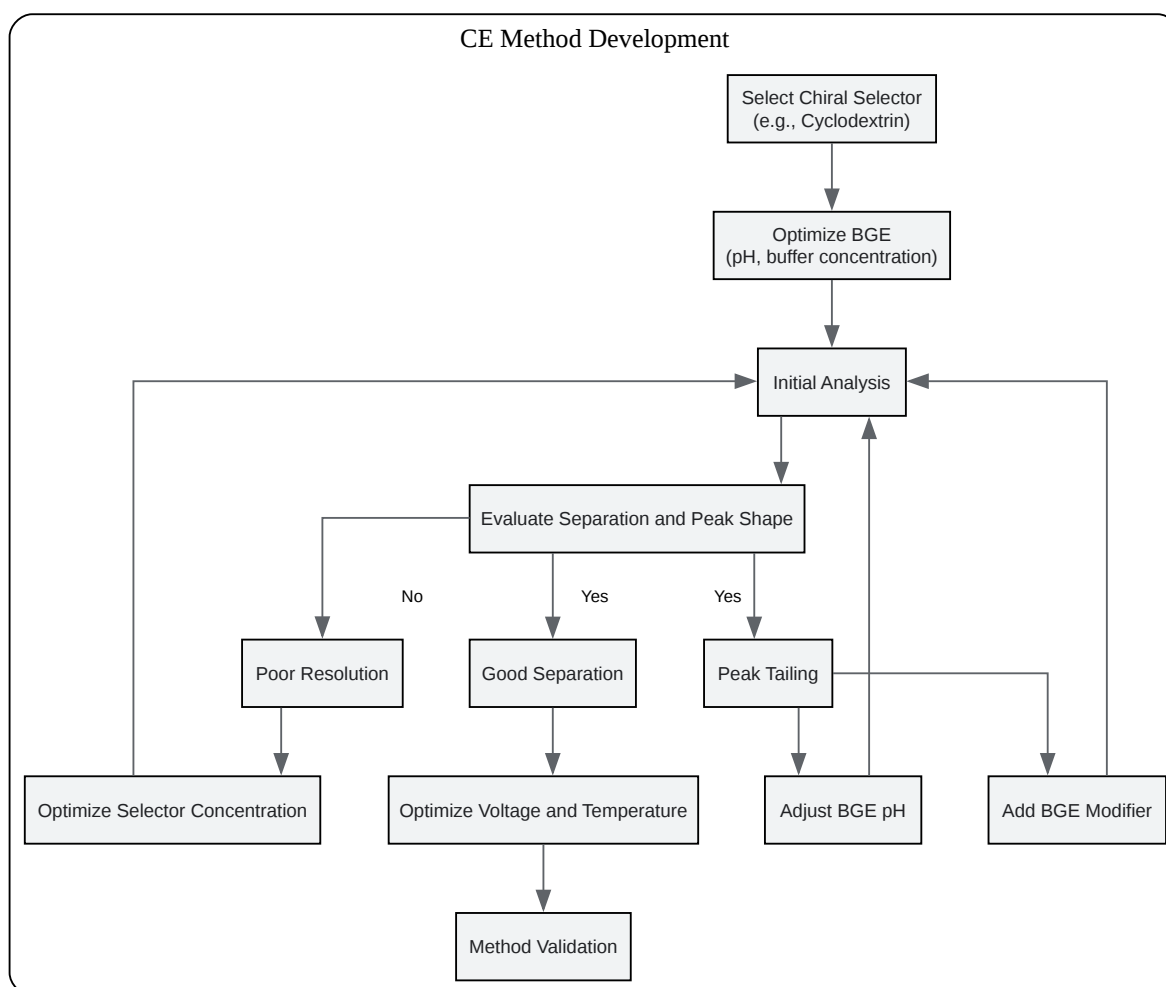 CE Method Development
Select Chiral Selector
(e.g., Cyclodextrin)
Optimize BGE
(pH, buffer concentration)
Initial Analysis
Evaluate Separation and Peak Shape
No
Yes
Yes
Poor Resolution
Good Separation
Peak Tailing
Optimize Selector Concentration
Optimize Voltage and Temperature
Adjust BGE pH
Add BGE Modifier
Method Validation